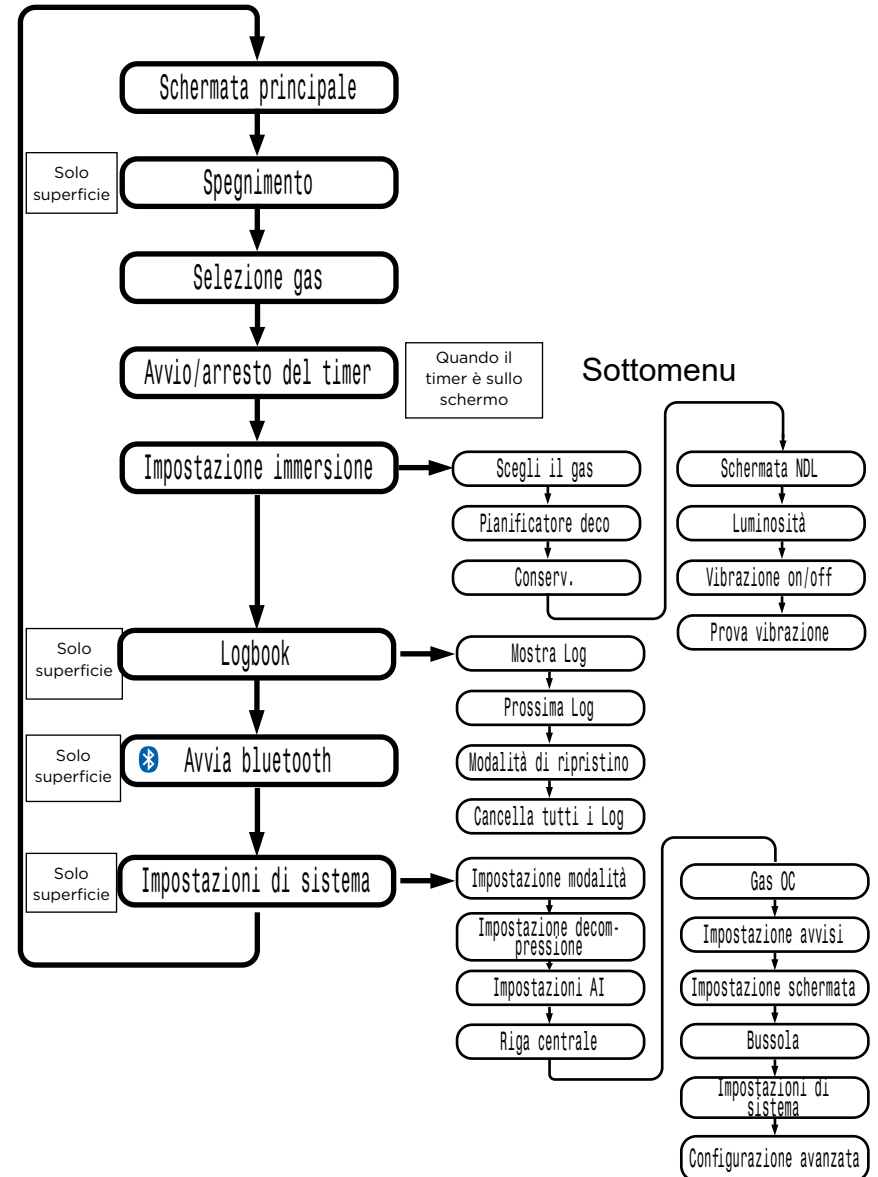 Schermata principale
Solo
superficie
Spegnimento
Selezione gas
Avvio/arresto del timer
Quando il
timer è sullo
schermo
Sottomenu
Impostazione immersione
Scegli il gas
Pianificatore deco
Conserv.
Schermata NDL
Luminosità
Vibrazione on/off
Prova vibrazione
Solo
superficie
Logbook
Mostra Log
Prossima Log
Modalità di ripristino
Cancella tutti i Log
Solo
superficie
Avvia bluetooth
Solo
superficie
Impostazioni di sistema
Impostazione modalità
Impostazione decom-
pressione
Impostazioni AI
Riga centrale
Gas OC
Impostazione avvisi
Impostazione schermata
Bussola
Impostazioni di
sistema
Configurazione avanzata